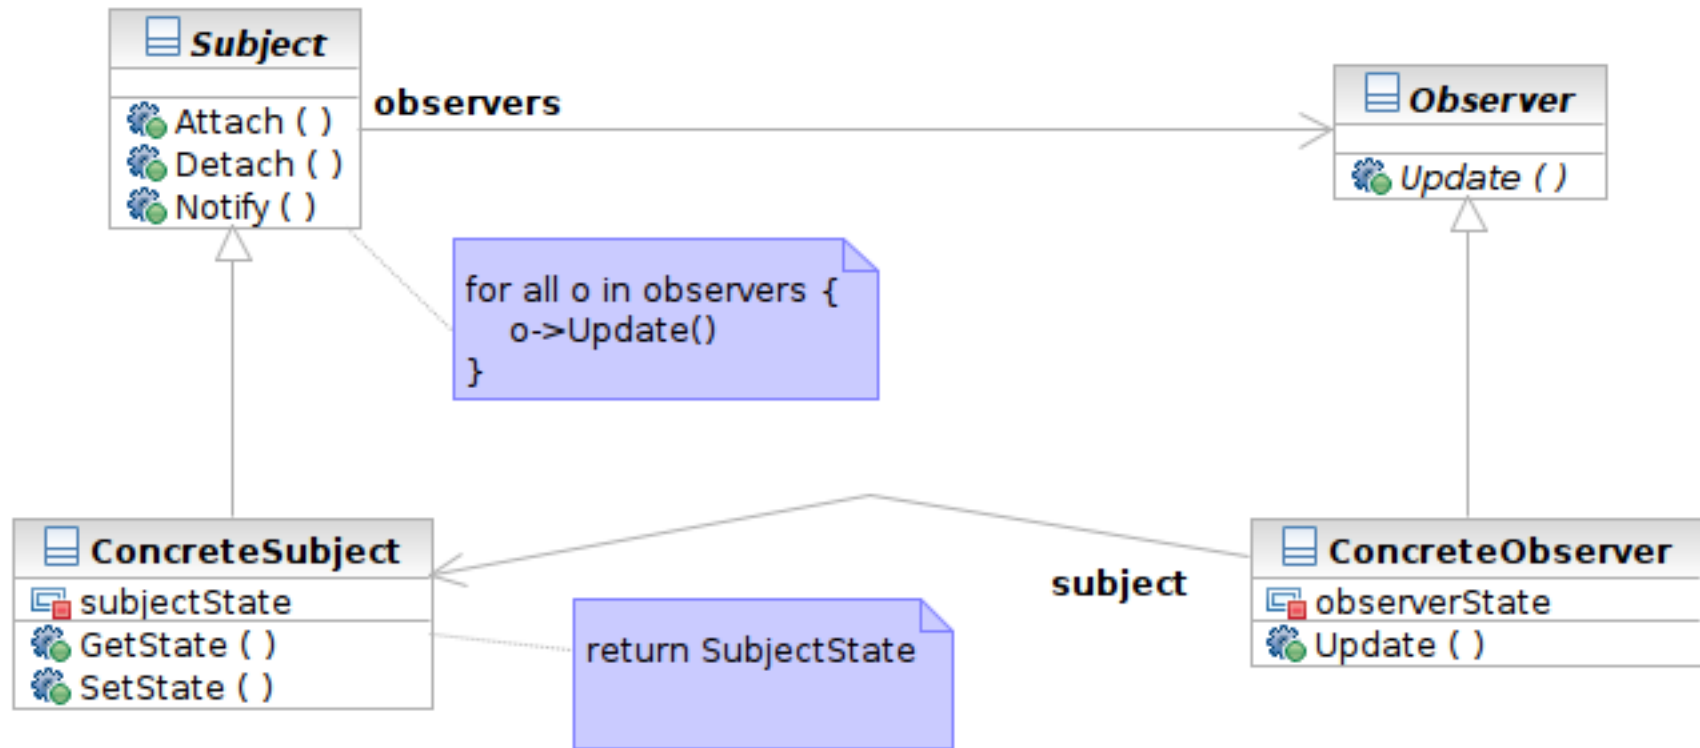 Subject
Attach ( )
Detach ( )
Notify ( )
observers
Observer
Update ( )
for all o in observers {
o->Update()
}
ConcreteSubject
subjectState
GetState ( )
SetState ( )
return SubjectState
subject
ConcreteObserver
observerState
Update ( )